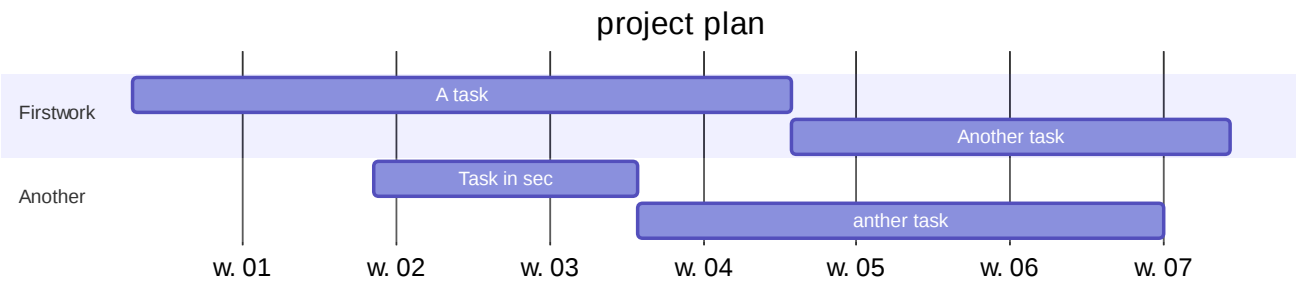 project plan
Firstwork
A task
Another task
Another
Task in sec
anther task
w. 01 w. 02 w. 03 w. 04 w. 05 w. 06 w. 07